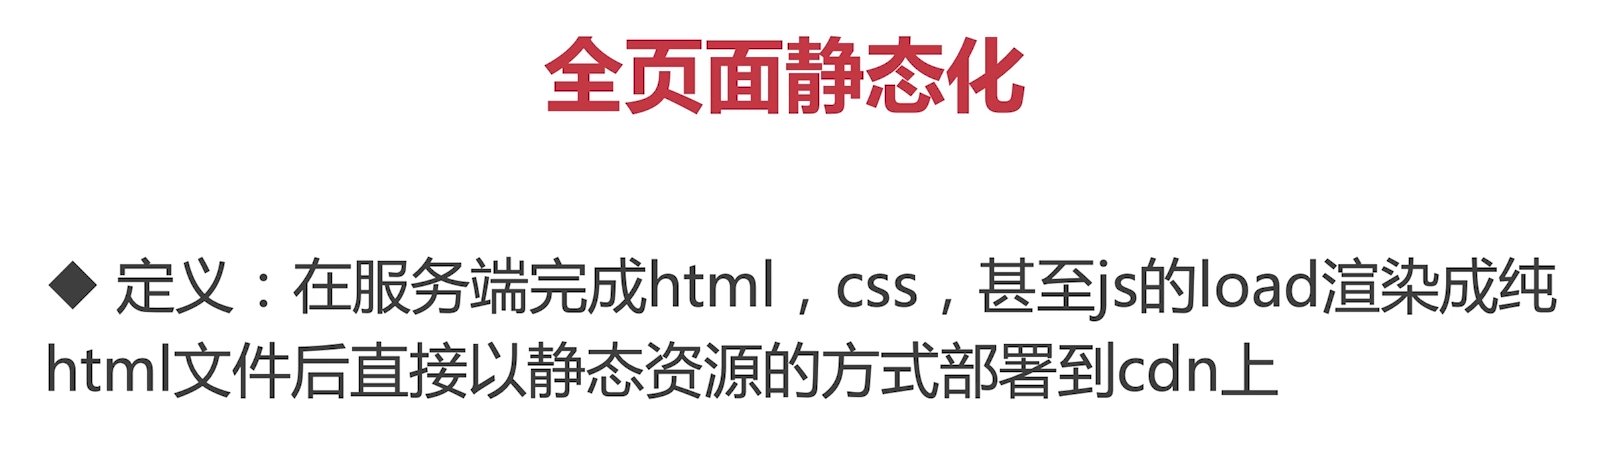 全页面静态化
◆ 定义：在服务端完成html，css，甚至js的load渲染成纯
html文件后直接以静态资源的方式部署到cdn上